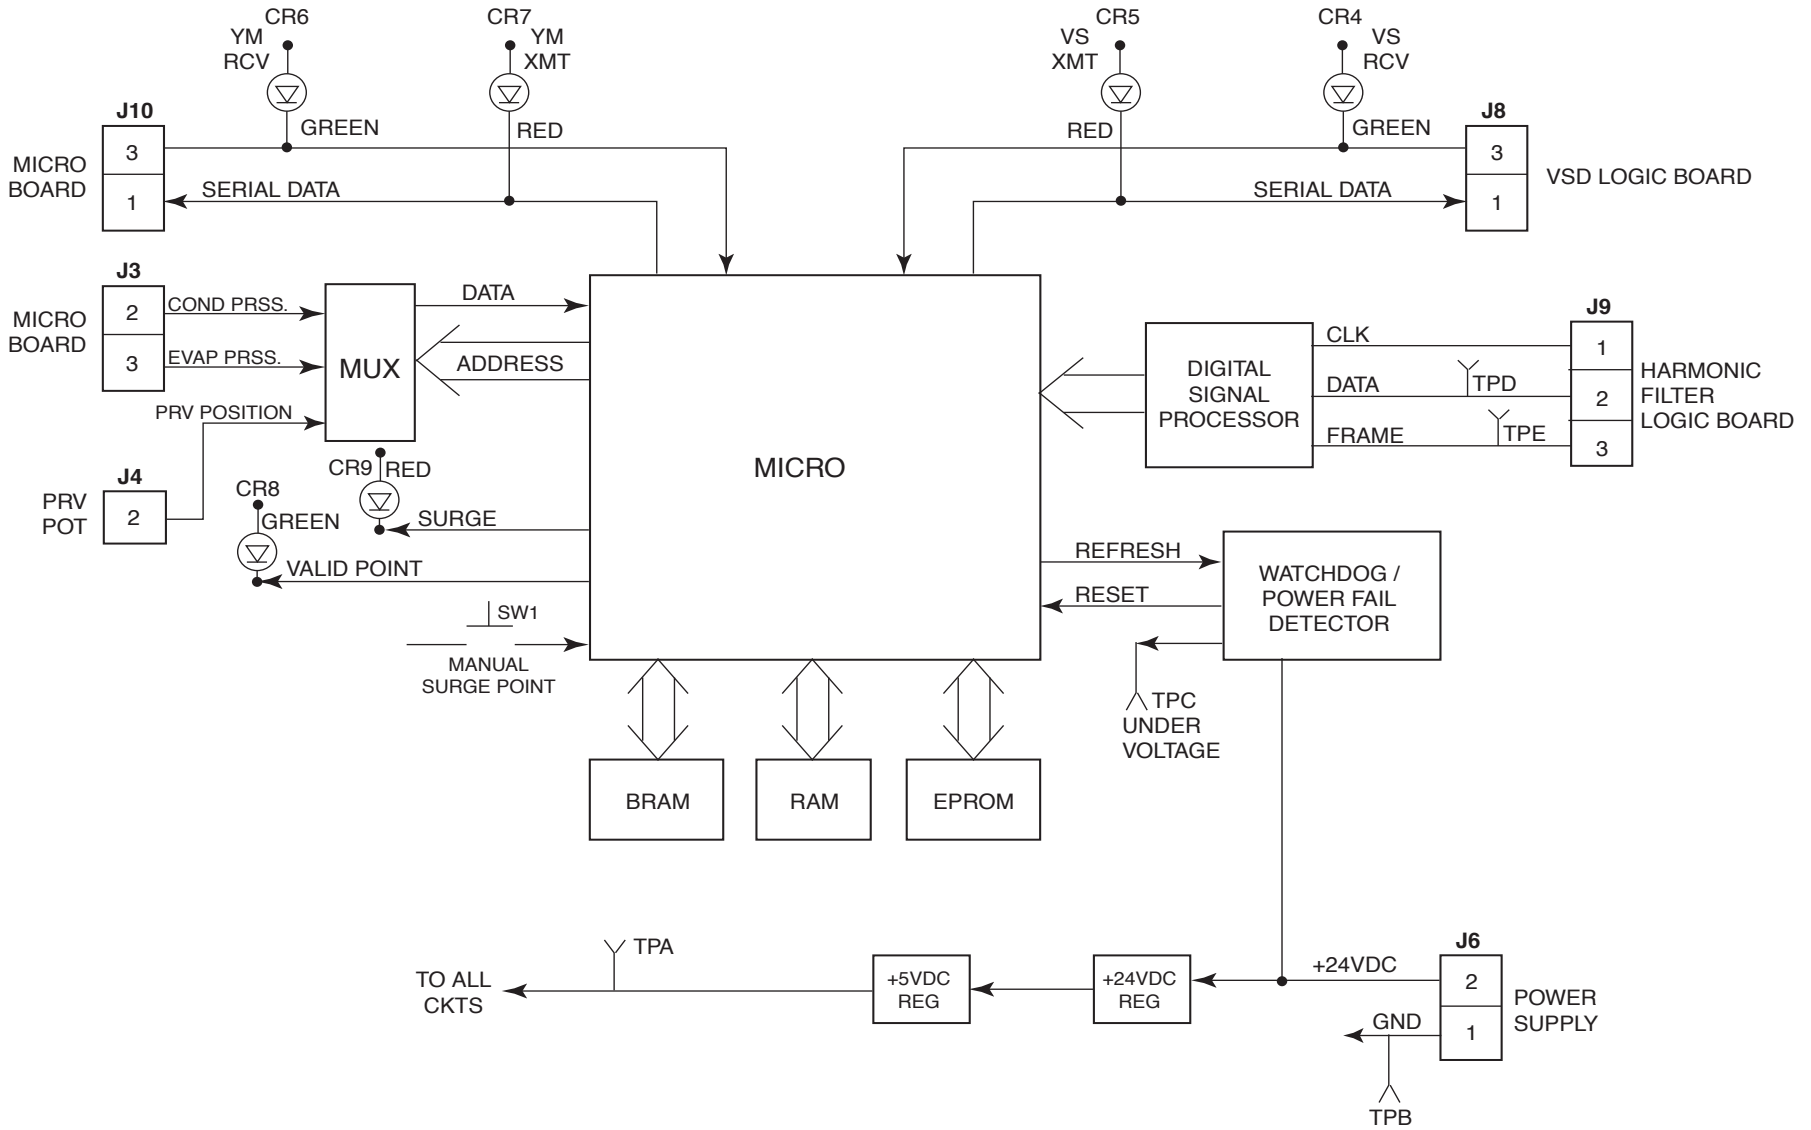 CR6
YM
RCV
GREEN
CR7
YM
XMT
RED
CR5
VS
XMT
RED
CR4
VS
RCV
GREEN
J10
3
1
MICRO
BOARD
SERIAL DATA
J8
3
1
VSD LOGIC BOARD
SERIAL DATA
J3
2
3
MICRO
BOARD
COND PRSS.
EVAP PRSS.
PRV POSITION
MUX
DATA
ADDRESS
J4
2
PRV
POT
CR9
RED
SURGE
CR8
GREEN
VALID POINT
SW1
MANUAL
SURGE POINT
MICRO
DIGITAL
SIGNAL
PROCESSOR
CLK
DATA
TPD
FRAME
TPE
J9
1
2
3
HARMONIC
FILTER
LOGIC BOARD
REFRESH
RESET
WATCHDOG /
POWER FAIL
DETECTOR
TPC
UNDER
VOLTAGE
BRAM
RAM
EPROM
TO ALL
CKTS
TPA
+5VDC
REG
+24VDC
REG
+24VDC
J6
2
1
POWER
SUPPLY
GND
TPB